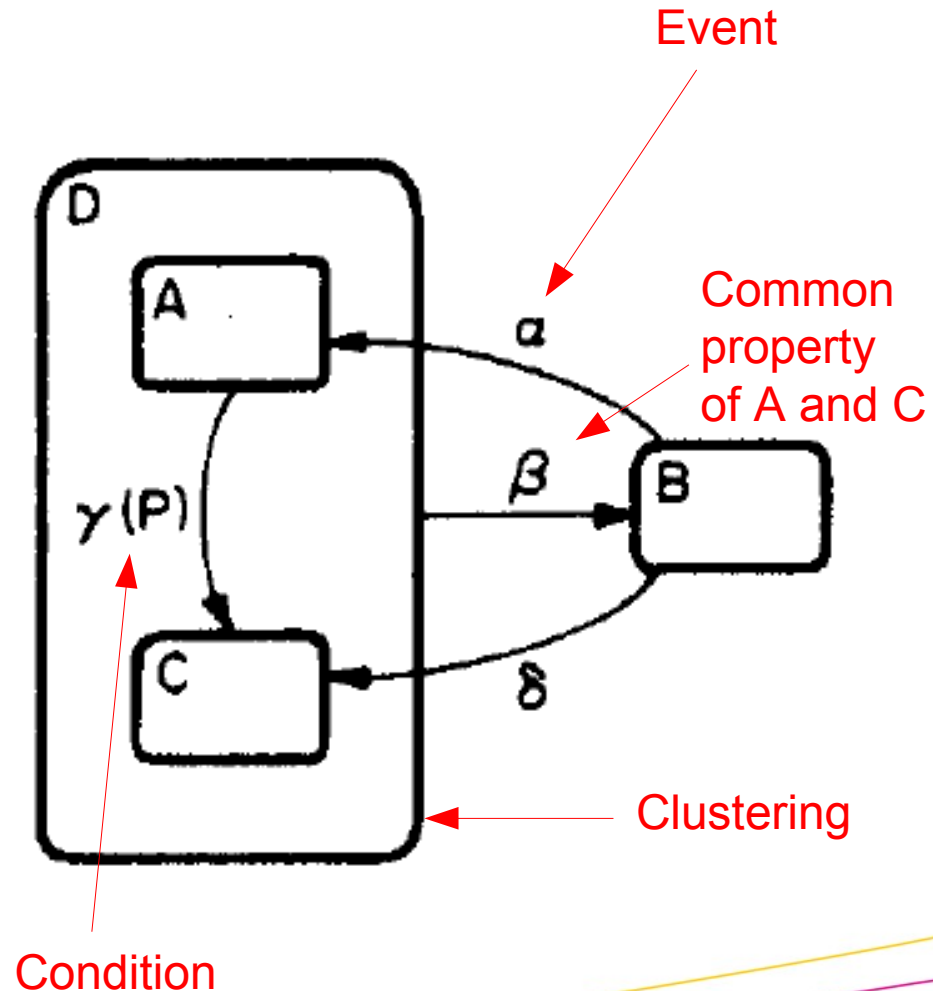 Event
D
A
α
Common
property
of A and C
β
B
γ(P)
C
δ
Clustering
Condition